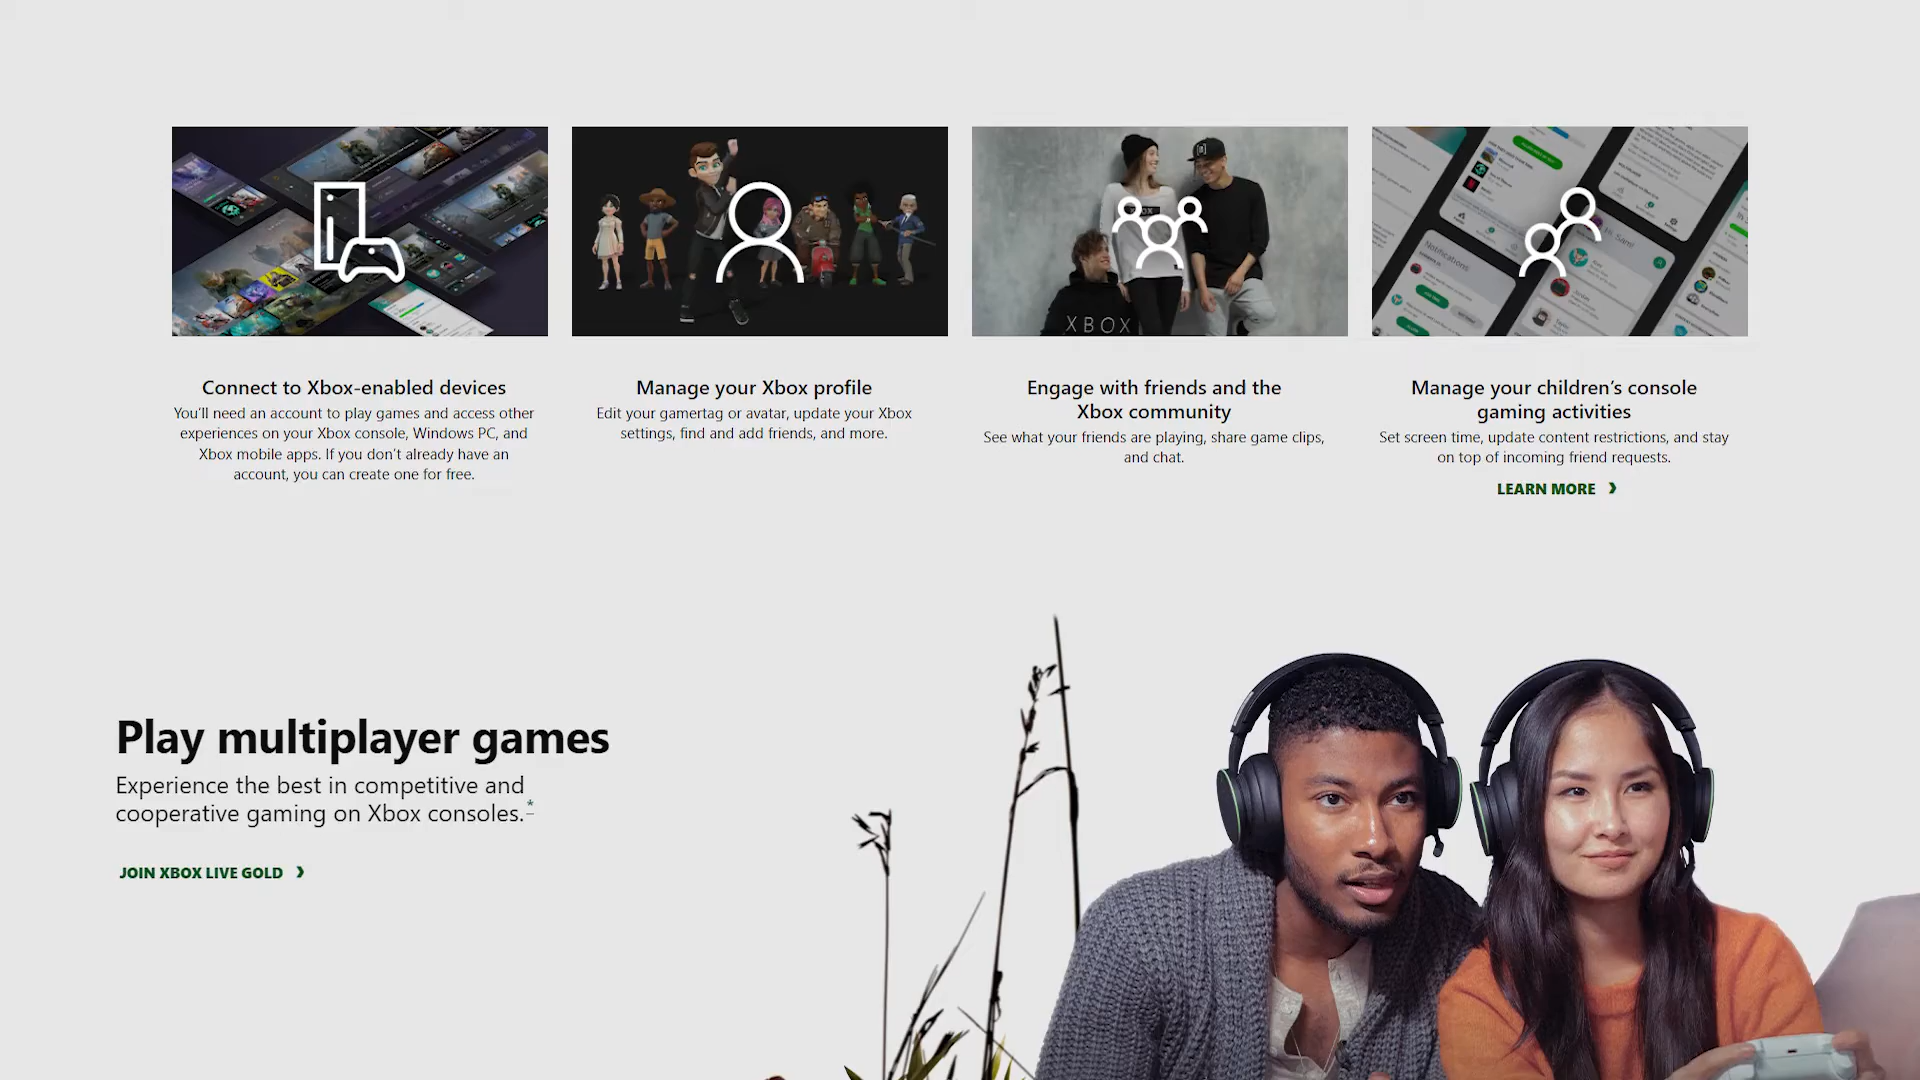 XBOX
Notifications
Hi, Sam!
Connect to Xbox-enabled devices
You'll need an account to play games and access other
experiences on your Xbox console, Windows PC, and
Xbox mobile apps. If you don't already have an
account, you can create one for free.
Manage your Xbox profile
Edit your gamertag or avatar, update your Xbox
settings, find and add friends, and more.
Engage with friends and the
Xbox community
See what your friends are playing, share game clips,
and chat.
Manage your children's console
gaming activities
Set screen time, update content restrictions, and stay
on top of incoming friend requests.
LEARN MORE
Play multiplayer games
Experience the best in competitive and
cooperative gaming on Xbox consoles.*
JOIN XBOX LIVE GOLD